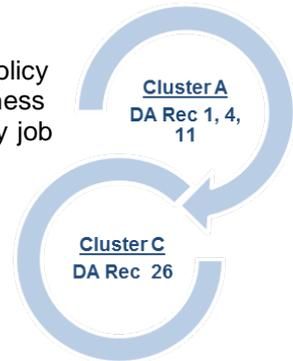 olicy
ness
y job
Cluster A
DA Rec 1, 4,
11
Cluster C
DA Rec 26